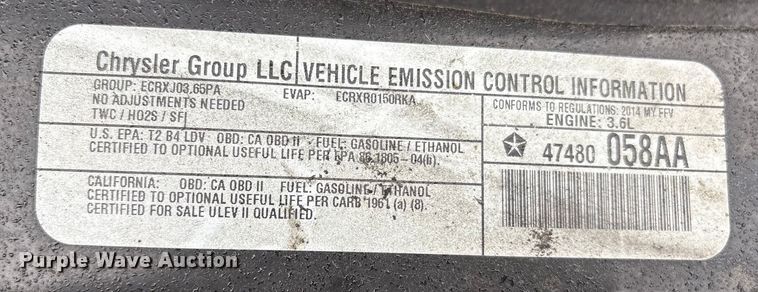 Chrysler Group LLC VEHICLE EMISSION CONTROL INFORMATION
GROUP: ECRXJ03.65PA EVAP: ECRXR0150RKA
NO ADJUSTMENTS NEEDED
TWC / HO2S / SFI
CONFORMS TO REGULATIONS: 2014 MY FFV
ENGINE: 3.6L
U.S. EPA: T2 B4 LDV OBD: CA OBD II FUEL: GASOLINE / ETHANOL
CERTIFIED TO OPTIONAL USEFUL LIFE PER EPA 86.1805-04(b).
47480 058AA
CALIFORNIA: OBD: CA OBD II FUEL: GASOLINE / ETHANOL
CERTIFIED TO OPTIONAL USEFUL LIFE PER CARB 1961 (a) (8).
CERTIFIED FOR SALE ULEV II QUALIFIED.
Purple Wave Auction